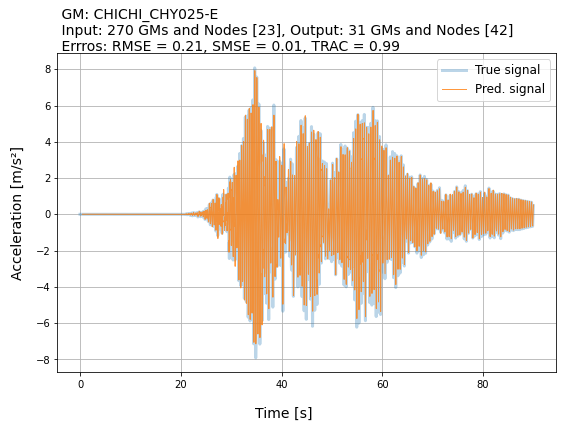 GM: CHICHI_CHY025-E
Input: 270 GMs and Nodes [23], Output: 31 GMs and Nodes [42]
Errros: RMSE = 0.21, SMSE = 0.01, TRAC = 0.99
True signal
Pred. signal
8
6
4
2
0
−2
−4
−6
−8
Acceleration [m/s²]
0 20 40 60 80
Time [s]